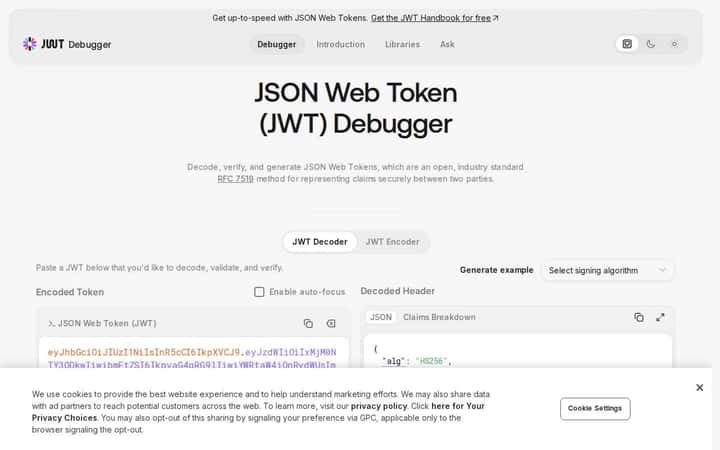 Get up-to-speed with JSON Web Tokens. Get the JWT Handbook for free
JWT Debugger
Debugger Introduction Libraries Ask
JSON Web Token
(JWT) Debugger
Decode, verify, and generate JSON Web Tokens, which are an open, industry standard
RFC 7519 method for representing claims securely between two parties.
JWT Decoder JWT Encoder
Paste a JWT below that you'd like to decode, validate, and verify.
Generate example Select signing algorithm
Encoded Token
Enable auto-focus
Decoded Header
JSON Web Token (JWT)
JSON Claims Breakdown
eyJhbGciOiJIUzI1NiIsInR5cCI6IkpXVCJ9.eyJzdWIiOiIxMjM0N
{
"alg": "HS256",
We use cookies to provide the best website experience and to help understand marketing efforts. We may also share data
with ad partners to reach potential customers across the web. To learn more, visit our privacy policy. Click here for Your
Privacy Choices. You may also opt-out of this sharing by signaling your preference via GPC, applicable only to the
browser signaling the opt-out.
Cookie Settings